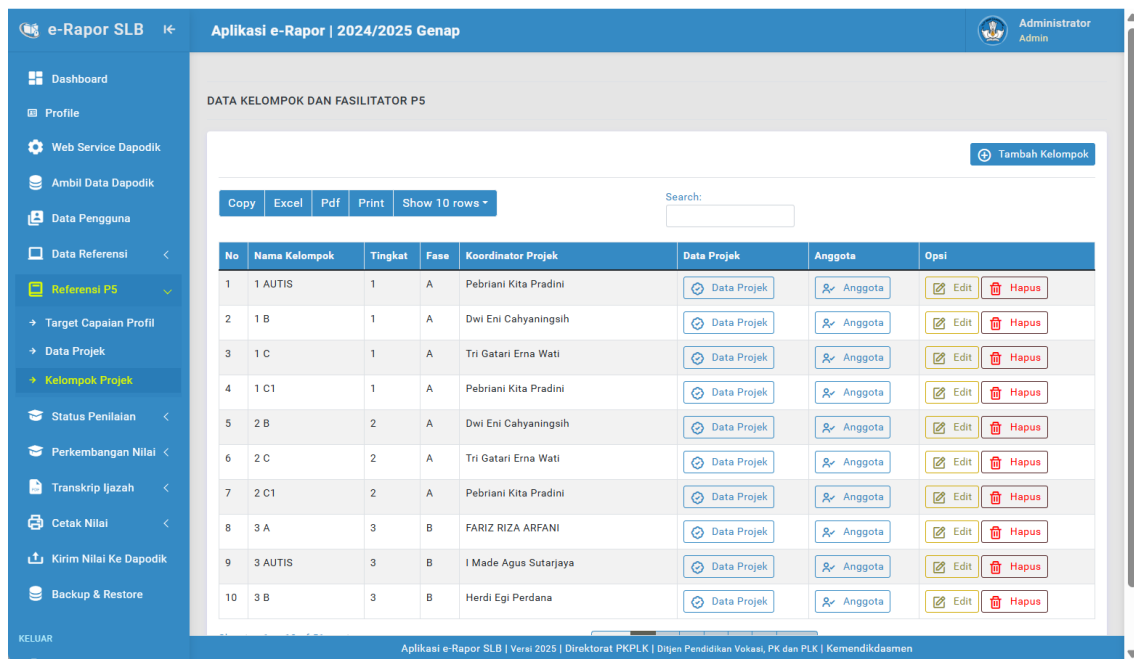 e-Rapor SLB
Aplikasi e-Rapor | 2024/2025 Genap
Administrator
Admin
Dashboard
Profile
Web Service Dapodik
Ambil Data Dapodik
Data Pengguna
Data Referensi
Referensi P5
Target Capaian Profil
Data Projek
Kelompok Projek
Status Penilaian
Perkembangan Nilai
Transkrip Ijazah
Cetak Nilai
Kirim Nilai Ke Dapodik
Backup & Restore
KELUAR
DATA KELOMPOK DAN FASILITATOR P5
Tambah Kelompok
Copy Excel Pdf Print Show 10 rows
Search:
No Nama Kelompok Tingkat Fase Koordinator Projek Data Projek Anggota Opsi
1 1 AUTIS 1 A Pebriani Kita Pradini Data Projek Anggota Edit Hapus
2 1 B 1 A Dwi Eni Cahyaningsih Data Projek Anggota Edit Hapus
3 1 C 1 A Tri Gatari Erna Wati Data Projek Anggota Edit Hapus
4 1 C1 1 A Pebriani Kita Pradini Data Projek Anggota Edit Hapus
5 2 B 2 A Dwi Eni Cahyaningsih Data Projek Anggota Edit Hapus
6 2 C 2 A Tri Gatari Erna Wati Data Projek Anggota Edit Hapus
7 2 C1 2 A Pebriani Kita Pradini Data Projek Anggota Edit Hapus
8 3 A 3 B FARIZ RIZA ARFANI Data Projek Anggota Edit Hapus
9 3 AUTIS 3 B I Made Agus Sutarjaya Data Projek Anggota Edit Hapus
10 3 B 3 B Herdi Egi Perdana Data Projek Anggota Edit Hapus
Aplikasi e-Rapor SLB | Versi 2025 | Direktorat PKPLK | Ditjen Pendidikan Vokasi, PK dan PLK | Kemendikdasmen